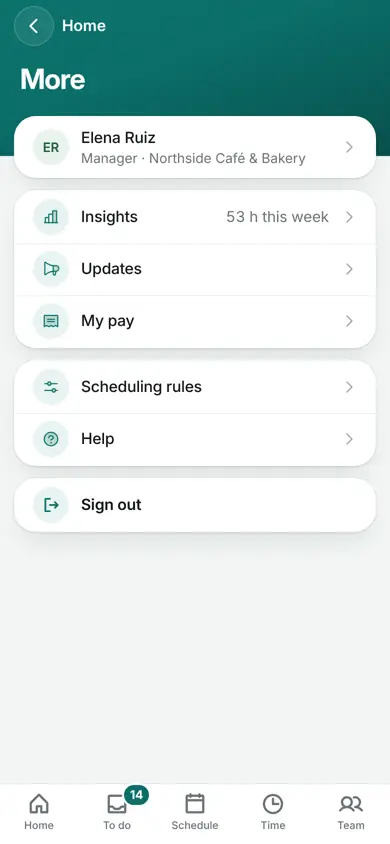 Home
More
ER
Elena Ruiz
Manager · Northside Café & Bakery
Insights
53 h this week
Updates
My pay
Scheduling rules
Help
Sign out
14
Home
To do
Schedule
Time
Team